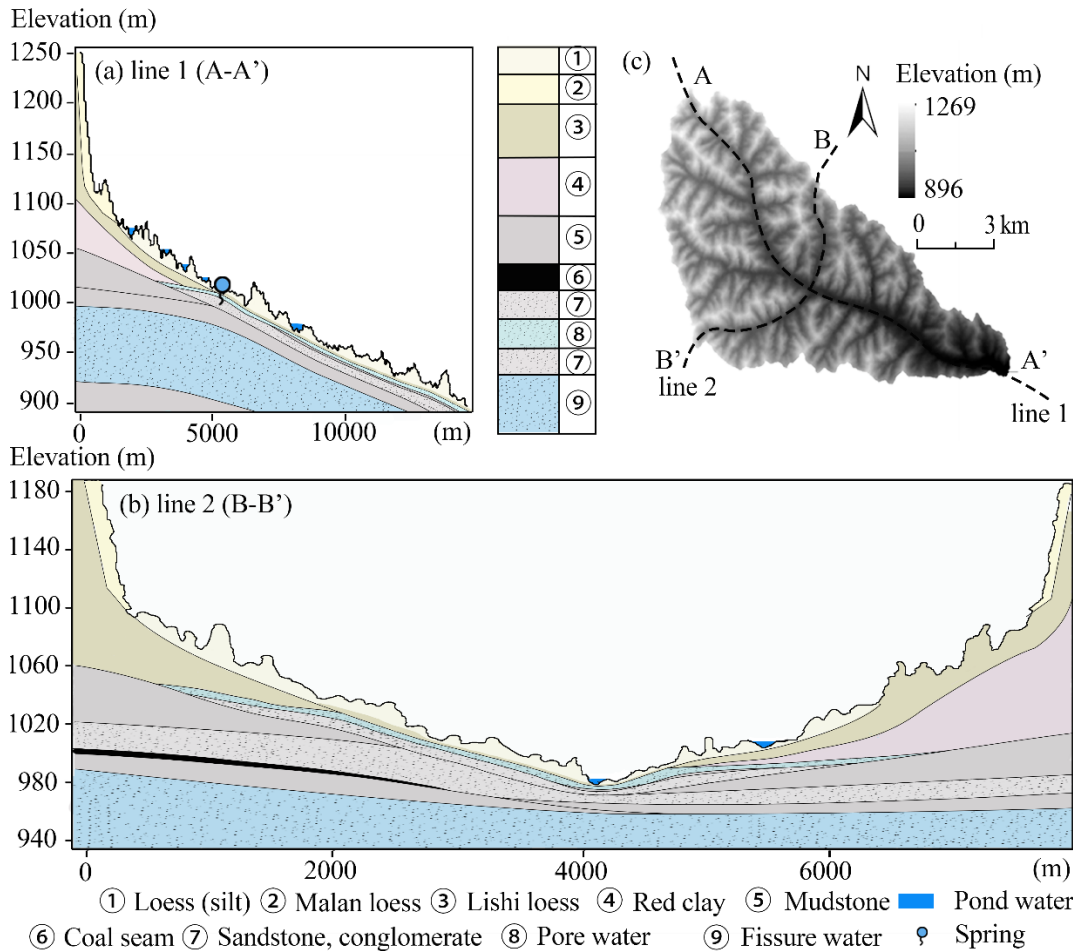 Elevation (m)
1250
1200
1150
1100
1050
1000
950
900
(a) line 1 (A-A’)
0
5000
10000
(m)
①
②
③
④
⑤
⑥
⑦
⑧
⑦
⑨
(c)
A
N
B
Elevation (m)
1269
896
0
3 km
B’
line 2
A’
line 1
Elevation (m)
1180
1140
1100
1060
1020
980
940
(b) line 2 (B-B’)
0
2000
4000
6000
(m)
① Loess (silt) ② Malan loess ③ Lishi loess ④ Red clay ⑤ Mudstone Pond water
⑥ Coal seam ⑦ Sandstone, conglomerate ⑧ Pore water ⑨ Fissure water Spring